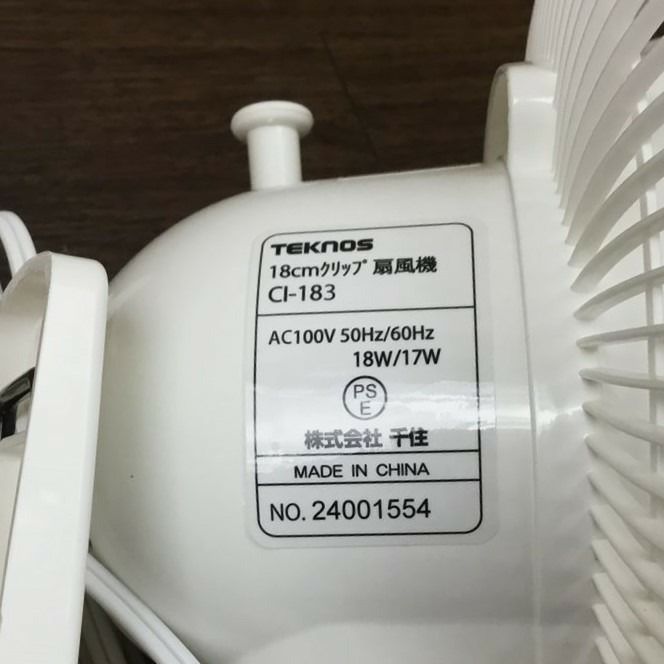 TEKNOS
18cmｸﾘｯﾌﾟ 扇風機
CI-183
AC100V 50Hz/60Hz
18W/17W
PS
E
株式会社 千住
MADE IN CHINA
NO. 24001554